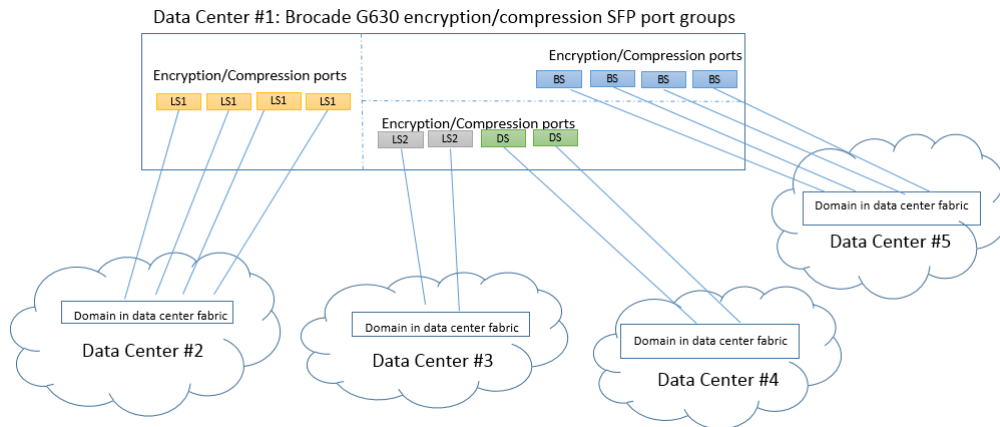 Data Center #1: Brocade G630 encryption/compression SFP port groups
Encryption/Compression ports
BS BS BS BS
Encryption/Compression ports
LS1 LS1 LS1 LS1
Encryption/Compression ports
LS2 LS2 DS DS
Domain in data center fabric
Data Center #5
Domain in data center fabric
Data Center #2
Domain in data center fabric
Data Center #3
Domain in data center fabric
Data Center #4